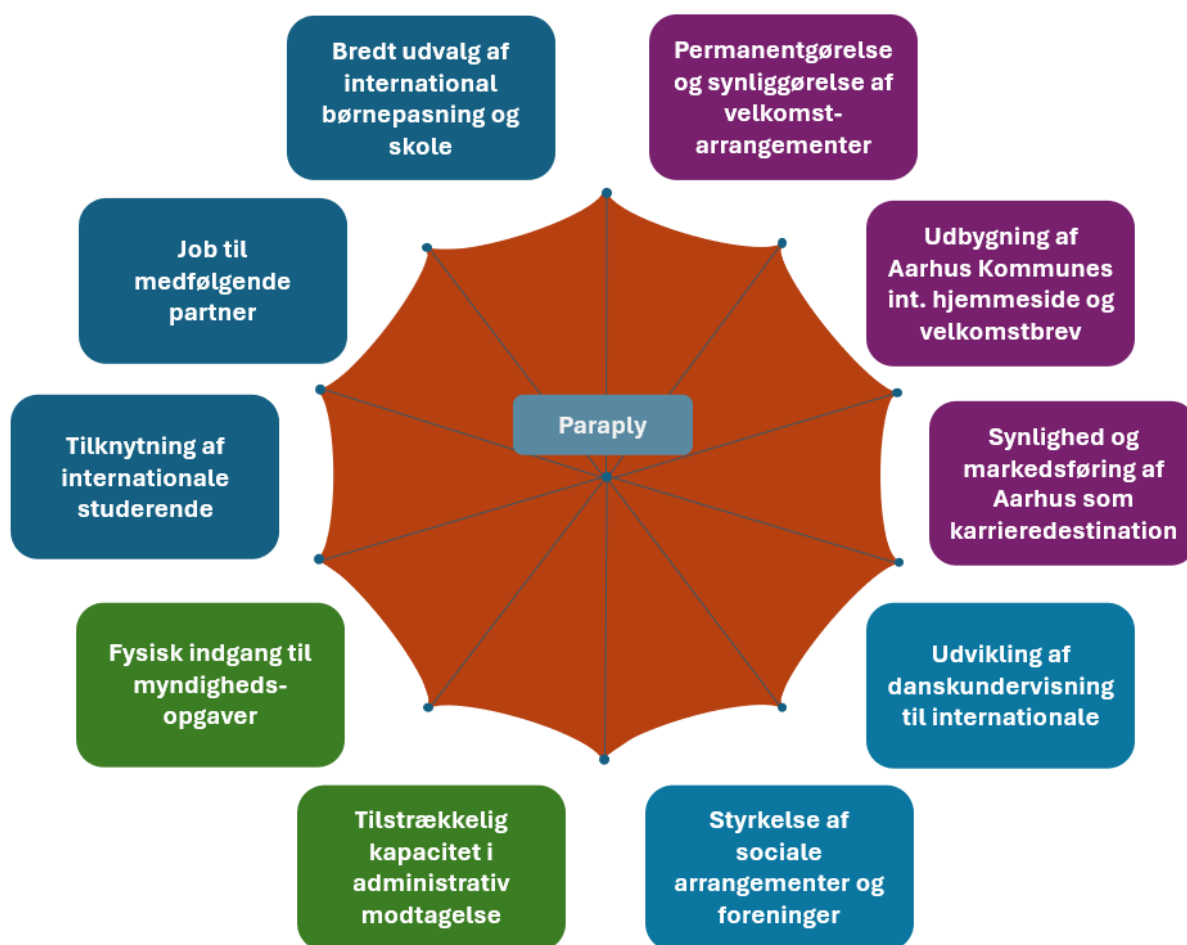 Bredt udvalg af
international
børnepasning og
skole
Permanentgørelse
og synliggørelse af
velkomst-
arrangementer
Job til
medfølgende
partner
Udbygning af
Aarhus Kommunes
int. hjemmeside og
velkomstbrev
Paraply
Tilknytning af
internationale
studerende
Synlighed og
markedsføring af
Aarhus som
karrieredestination
Fysisk indgang til
myndigheds-
opgaver
Udvikling af
danskundervisning
til internationale
Tilstrækkelig
kapacitet i
administrativ
modtagelse
Styrkelse af
sociale
arrangementer og
foreninger